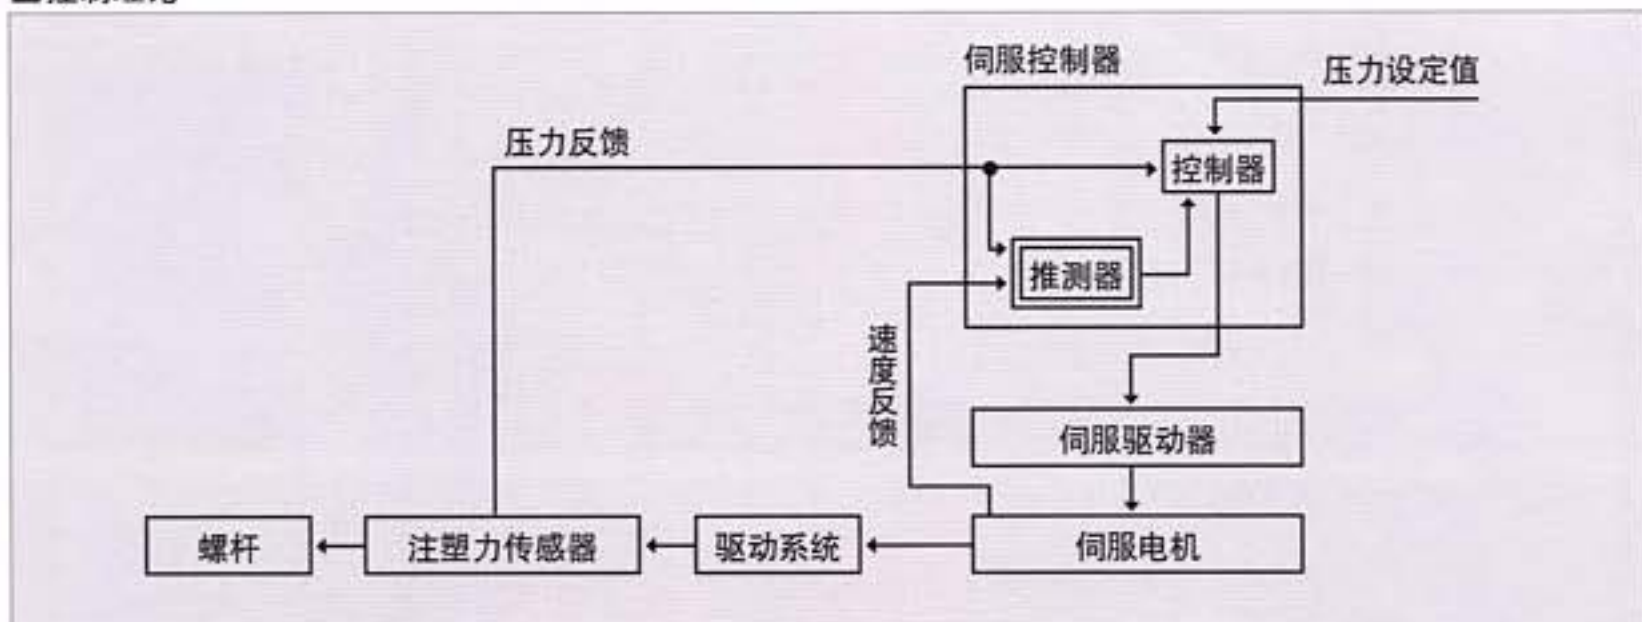 伺服控制器
压力设定值
压力反馈
控制器
推测器
速度反馈
伺服驱动器
螺杆
注塑力传感器
驱动系统
伺服电机